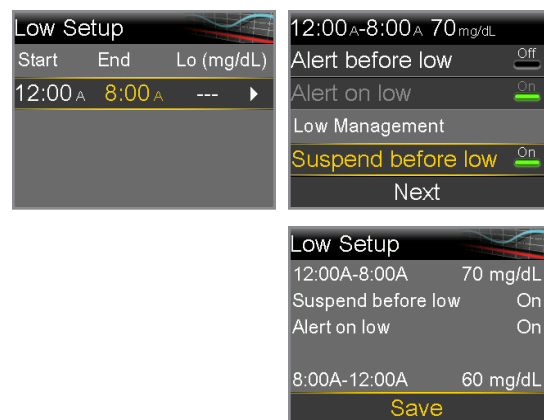 Low Setup
Start End Lo (mg/dL)
12:00 A 8:00 A ---
12:00 A-8:00 A 70 mg/dL
Alert before low Off
Alert on low On
Low Management
Suspend before low On
Next
Low Setup
12:00A-8:00A 70 mg/dL
Suspend before low On
Alert on low On
8:00A-12:00A 60 mg/dL
Save